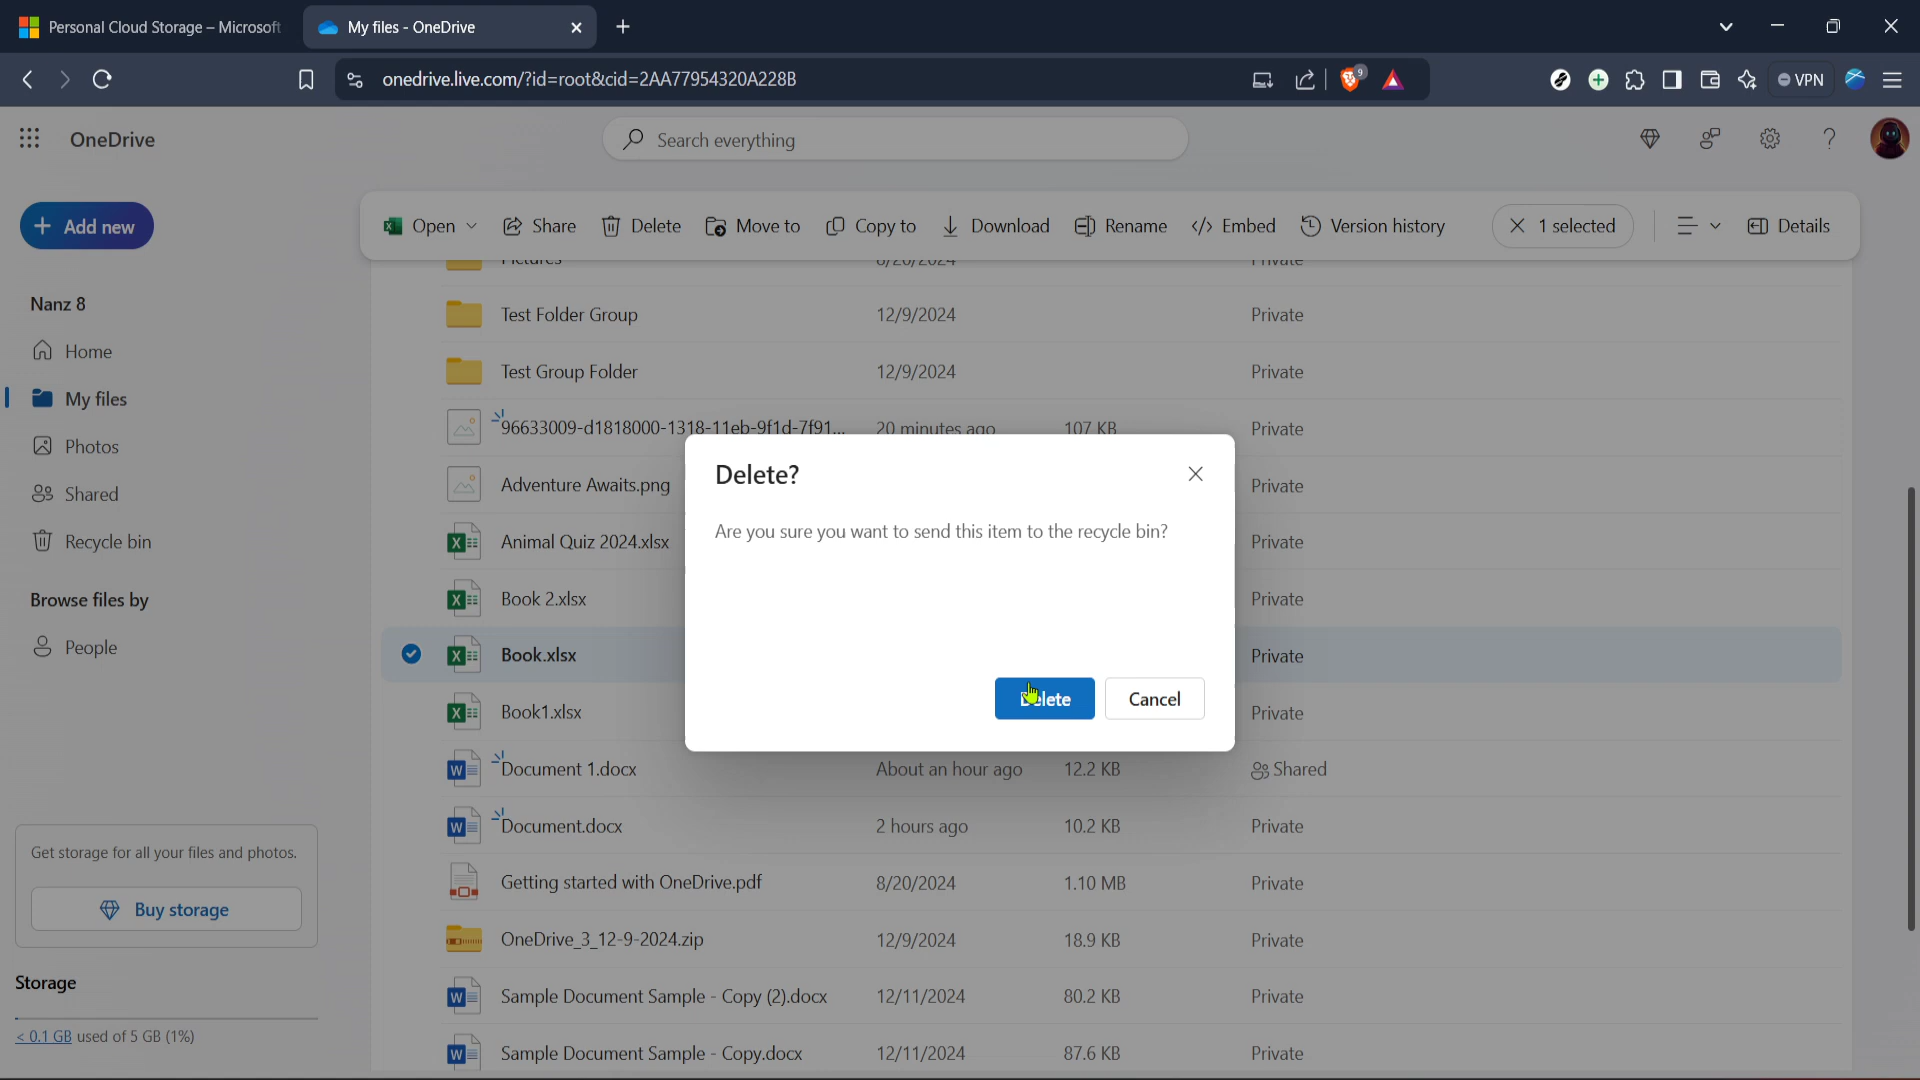 Personal Cloud Storage – Microsoft
My files - OneDrive
onedrive.live.com/?id=root&cid=2AA77954320A228B
9
VPN
OneDrive
Search everything
Add new
Open
Share
Delete
Move to
Copy to
Download
Rename
Embed
Version history
1 selected
Details
Nanz 8
Home
My files
Photos
Shared
Recycle bin
Browse files by
People
Get storage for all your files and photos.
Buy storage
Storage
< 0.1 GB used of 5 GB (1%)
Pictures 8/20/2024 Private
Test Folder Group 12/9/2024 Private
Test Group Folder 12/9/2024 Private
96633009-d1818000-1318-11eb-9f1d-7f91... 20 minutes ago 107 KB Private
Adventure Awaits.png Private
Animal Quiz 2024.xlsx Private
Book 2.xlsx Private
Book.xlsx Private
Book1.xlsx Private
Document 1.docx About an hour ago 12.2 KB Shared
Document.docx 2 hours ago 10.2 KB Private
Getting started with OneDrive.pdf 8/20/2024 1.10 MB Private
OneDrive_3_12-9-2024.zip 12/9/2024 18.9 KB Private
Sample Document Sample - Copy (2).docx 12/11/2024 80.2 KB Private
Sample Document Sample - Copy.docx 12/11/2024 87.6 KB Private
Delete?
Are you sure you want to send this item to the recycle bin?
Delete
Cancel